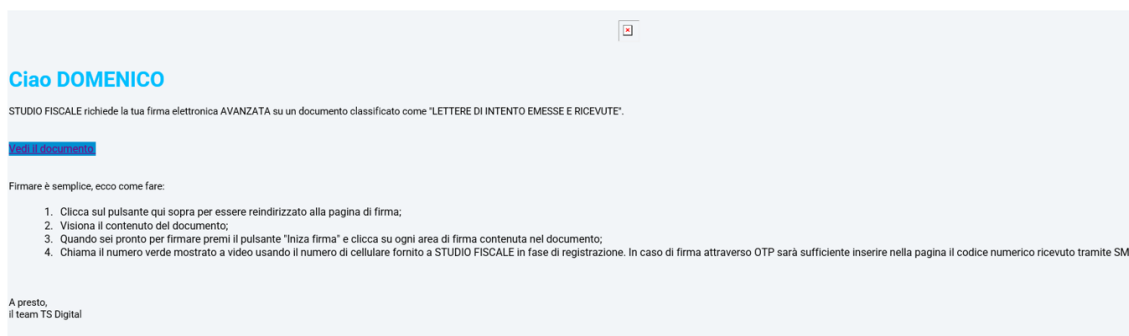 Ciao DOMENICO
STUDIO FISCALE richiede la tua firma elettronica AVANZATA su un documento classificato come "LETTERE DI INTENTO EMESSE E RICEVUTE".
Vedi il documento
Firmare è semplice, ecco come fare:
1. Clicca sul pulsante qui sopra per essere reindirizzato alla pagina di firma;
2. Visiona il contenuto del documento;
3. Quando sei pronto per firmare premi il pulsante "Iniza firma" e clicca su ogni area di firma contenuta nel documento;
4. Chiama il numero verde mostrato a video usando il numero di cellulare fornito a STUDIO FISCALE in fase di registrazione. In caso di firma attraverso OTP sarà sufficiente inserire nella pagina il codice numerico ricevuto tramite SM
A presto,
il team TS Digital